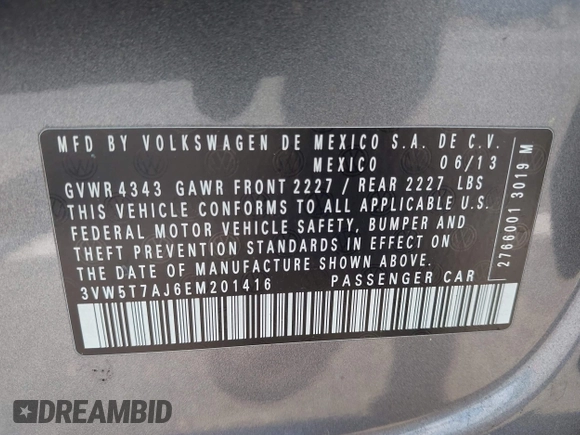 MFD BY VOLKSWAGEN DE MEXICO S.A. DE C.V.
MEXICO 06/13
GVWR 4343 GAWR FRONT 2227 / REAR 2227 LBS
THIS VEHICLE CONFORMS TO ALL APPLICABLE U.S.
FEDERAL MOTOR VEHICLE SAFETY, BUMPER AND
THEFT PREVENTION STANDARDS IN EFFECT ON
THE DATE OF MANUFACTURE SHOWN ABOVE.
3VW5T7AJ6EM201416 PASSENGER CAR
2766001 3019 M
DREAMBID